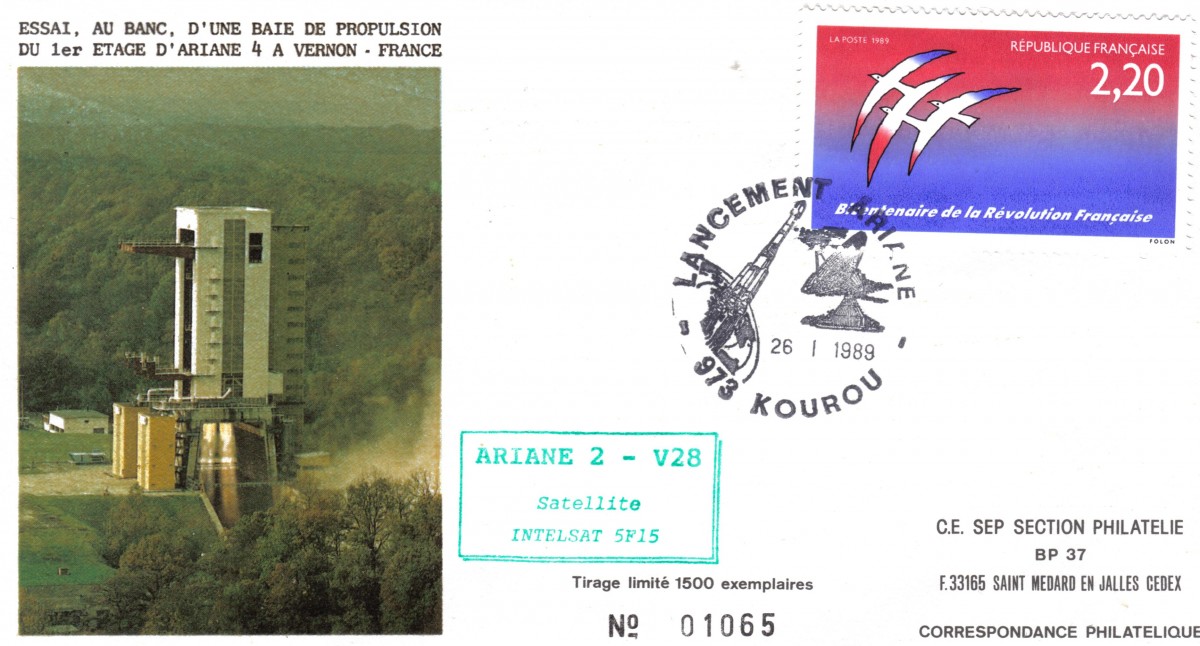 ESSAI, AU BANC, D'UNE BAIE DE PROPULSION
DU 1er ETAGE D'ARIANE 4 A VERNON - FRANCE
LA POSTE 1989
RÉPUBLIQUE FRANÇAISE
2,20
Bicentenaire de la Révolution Française
FOLON
LANCEMENT ARIANE
26 I 1989
973 KOUROU
ARIANE 2 - V28
Satellite
INTELSAT 5F15
Tirage limité 1500 exemplaires
Nº 01065
C.E. SEP SECTION PHILATELIE
BP 37
F.33165 SAINT MEDARD EN JALLES CEDEX
CORRESPONDANCE PHILATELIQUE